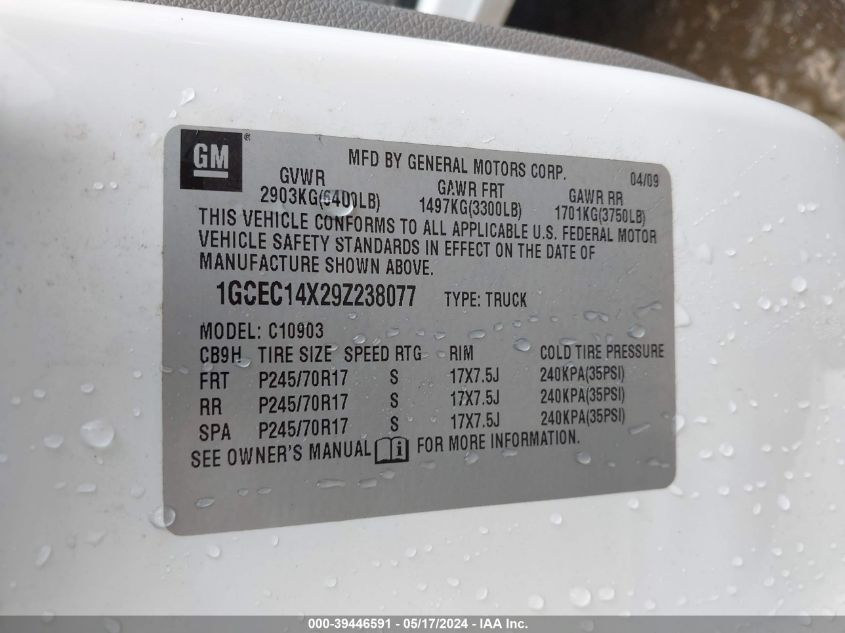 GM ®
MFD BY GENERAL MOTORS CORP. 04/09
GVWR GAWR FRT GAWR RR
2903KG(6400LB) 1497KG(3300LB) 1701KG(3750LB)
THIS VEHICLE CONFORMS TO ALL APPLICABLE U.S. FEDERAL MOTOR
VEHICLE SAFETY STANDARDS IN EFFECT ON THE DATE OF
MANUFACTURE SHOWN ABOVE.
1GCEC14X29Z238077 TYPE: TRUCK
MODEL: C10903
CB9H TIRE SIZE SPEED RTG RIM COLD TIRE PRESSURE
FRT P245/70R17 S 17X7.5J 240KPA(35PSI)
RR P245/70R17 S 17X7.5J 240KPA(35PSI)
SPA P245/70R17 S 17X7.5J 240KPA(35PSI)
SEE OWNER'S MANUAL i FOR MORE INFORMATION.
000-39446591 - 05/17/2024 - IAA Inc.